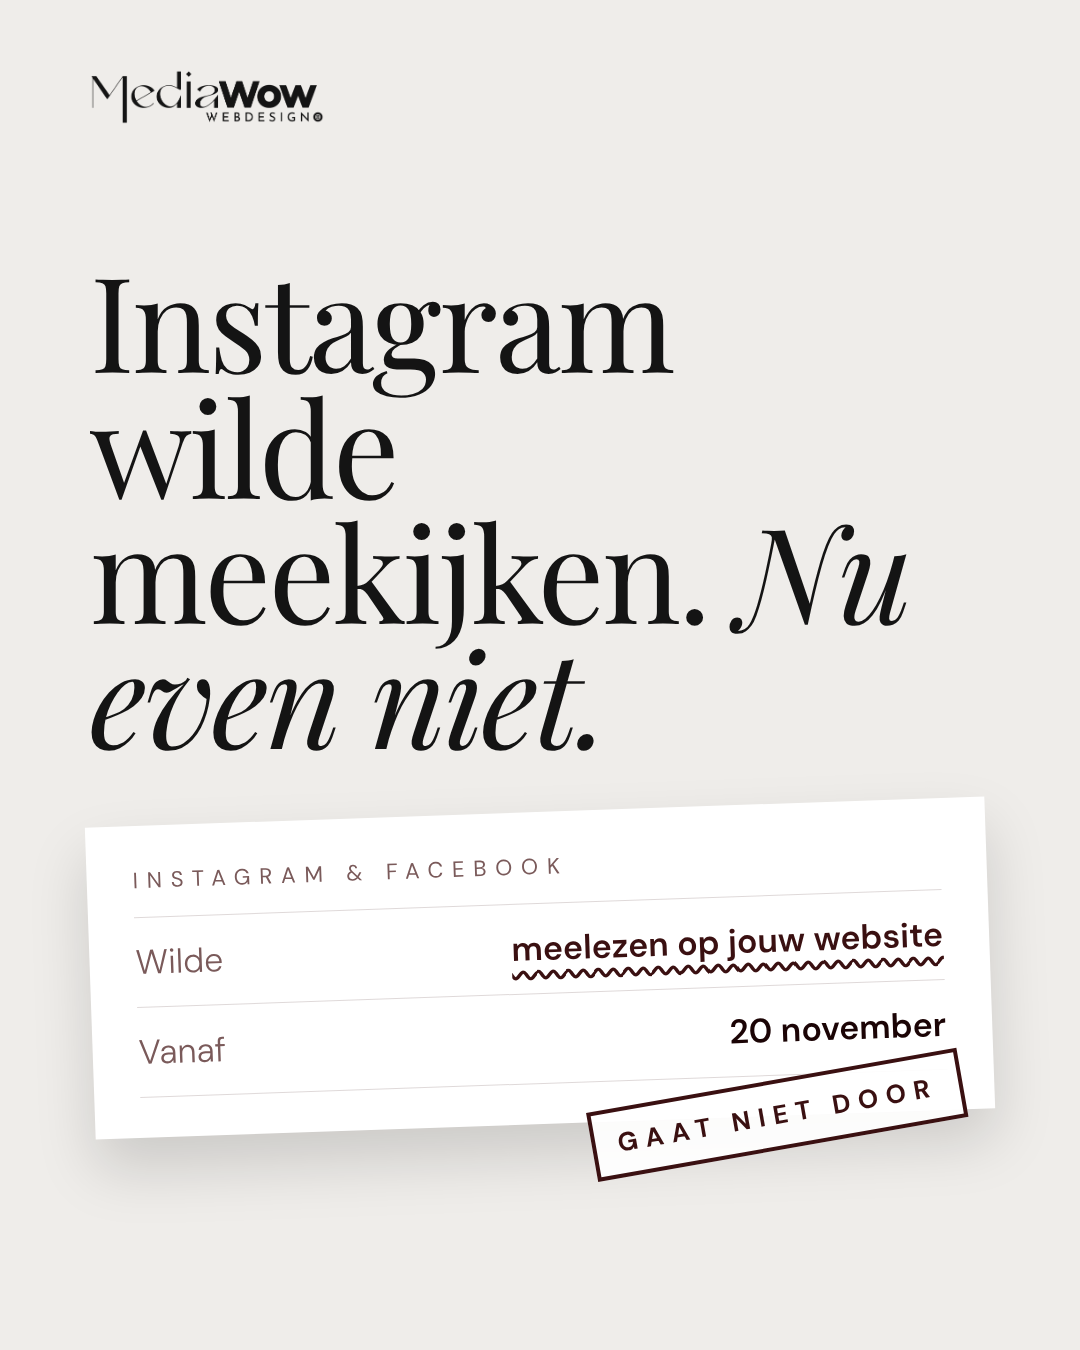 MediaWow
WEBDESIGN
Instagram
wilde
meekijken. Nu
even niet.
INSTAGRAM & FACEBOOK
Wilde meelezen op jouw website
Vanaf 20 november
GAAT NIET DOOR